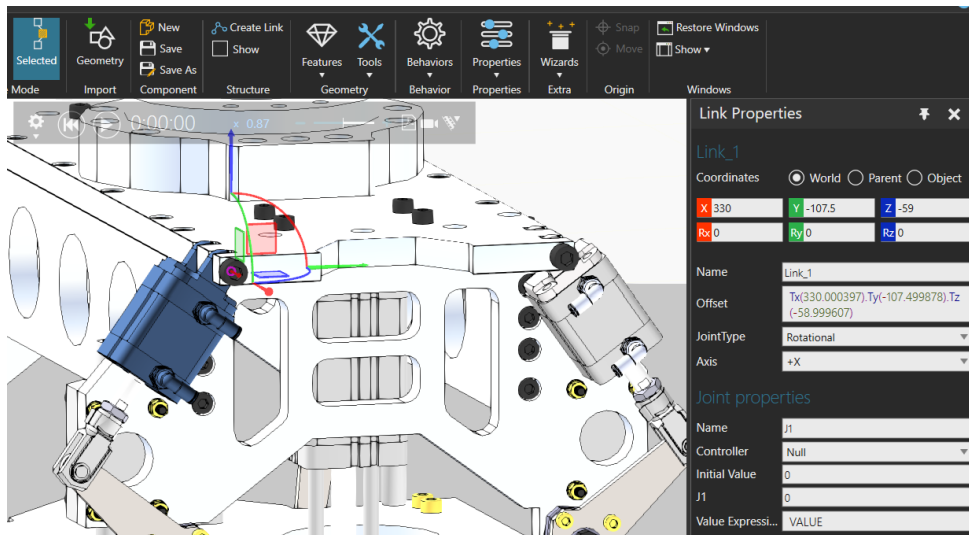 New
Save
Save As
Create Link
Show
Snap
Move
Restore Windows
Show
Selected
Geometry
Features
Tools
Behaviors
Properties
Wizards
Mode
Import
Component
Structure
Geometry
Behavior
Properties
Extra
Origin
Windows
0:00:00
x 0.87
Link Properties
Link_1
Coordinates
World
Parent
Object
X 330
Y -107.5
Z -59
Rx 0
Ry 0
Rz 0
Name Link_1
Offset Tx(330.000397).Ty(-107.499878).Tz
(-58.999607)
JointType Rotational
Axis +X
Joint properties
Name J1
Controller Null
Initial Value 0
J1 0
Value Expressi... VALUE